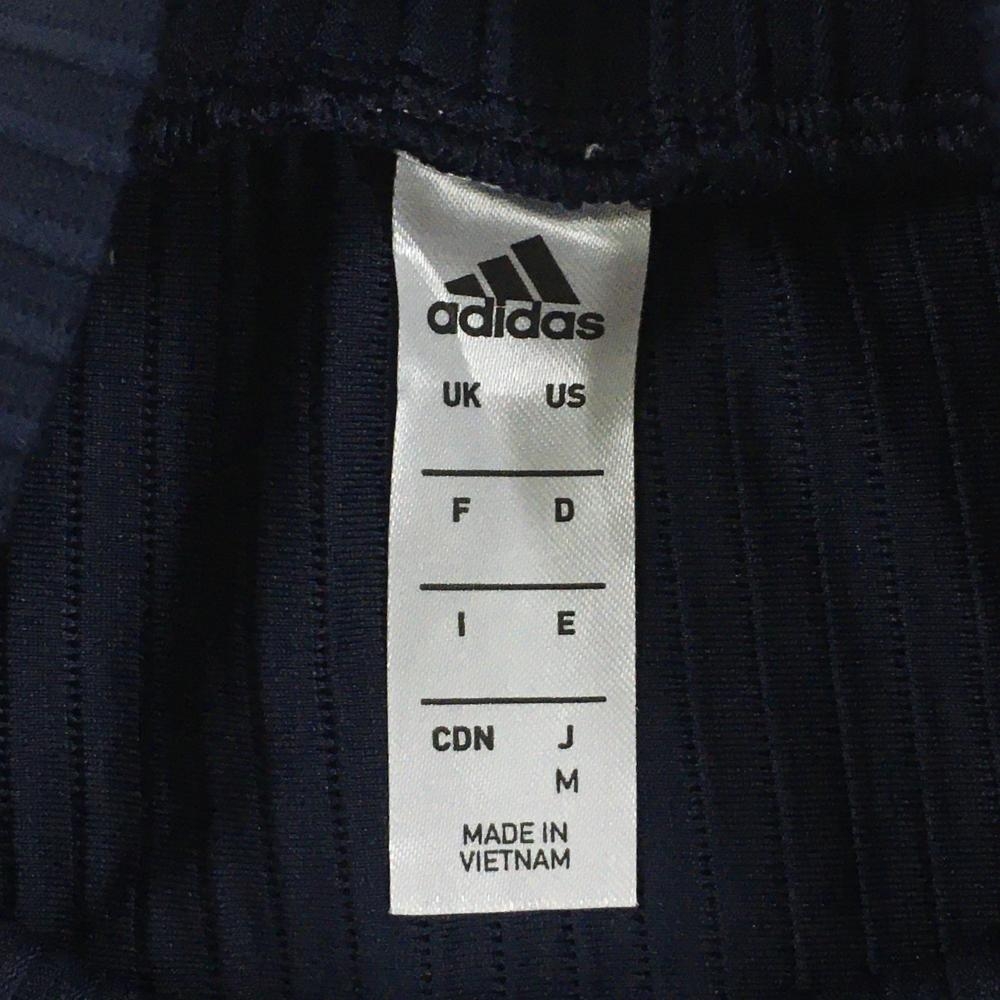 adidas
UK US
F D
I E
CDN J
M
MADE IN
VIETNAM